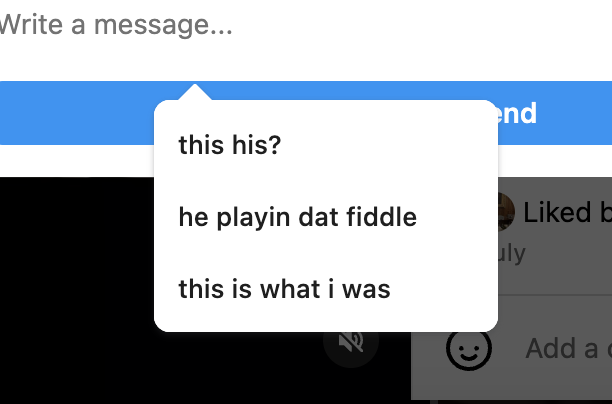 Write a message...
end
this his?
he playin dat fiddle
this is what i was
Liked b
uly
Add a c